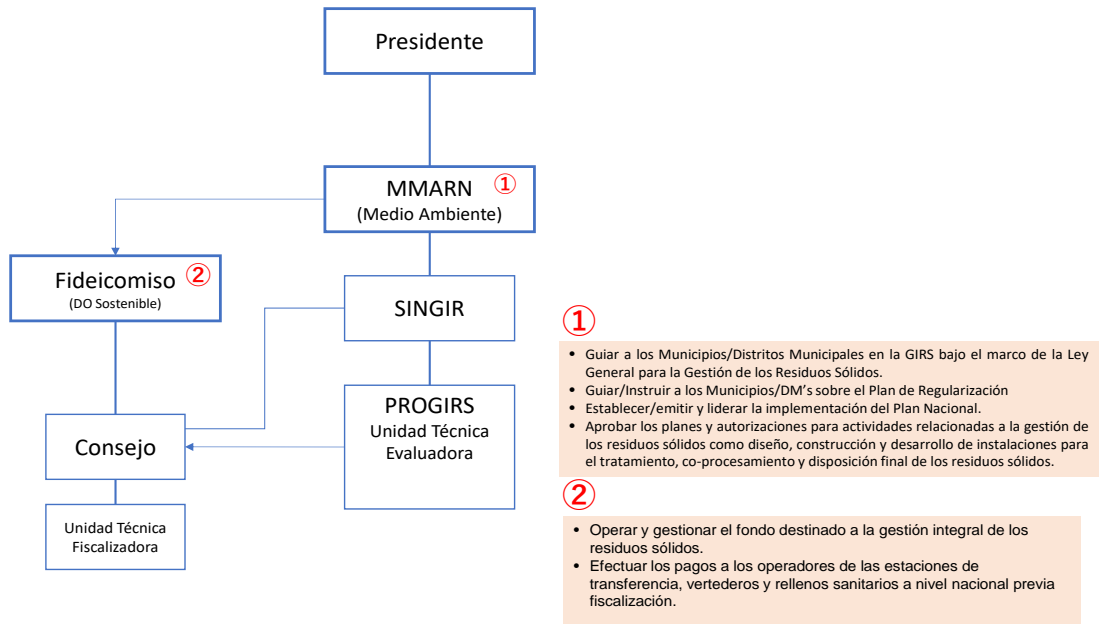 Presidente
MMARN ①
(Medio Ambiente)
Fideicomiso ②
(DO Sostenible)
SINGIR
PROGIRS
Unidad Técnica
Evaluadora
Consejo
Unidad Técnica
Fiscalizadora
①
• Guiar a los Municipios/Distritos Municipales en la GIRS bajo el marco de la Ley
General para la Gestión de los Residuos Sólidos.
• Guiar/Instruir a los Municipios/DM’s sobre el Plan de Regularización
• Establecer/emitir y liderar la implementación del Plan Nacional.
• Aprobar los planes y autorizaciones para actividades relacionadas a la gestión de
los residuos sólidos como diseño, construcción y desarrollo de instalaciones para
el tratamiento, co-procesamiento y disposición final de los residuos sólidos.
②
• Operar y gestionar el fondo destinado a la gestión integral de los
residuos sólidos.
• Efectuar los pagos a los operadores de las estaciones de
transferencia, vertederos y rellenos sanitarios a nivel nacional previa
fiscalización.